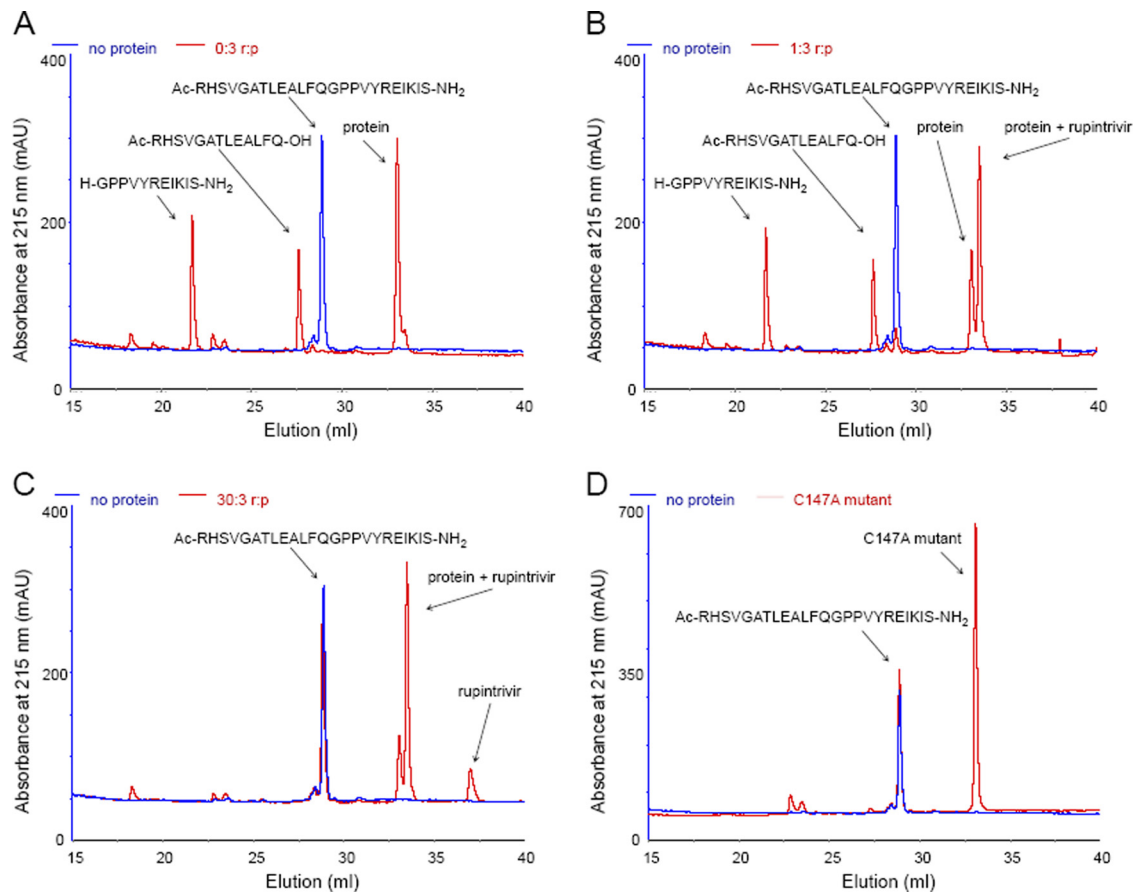 A
no protein 0:3 r:p
400
Ac-RHSVGATLEALFQGPPVYREIKIS-NH2
protein
Ac-RHSVGATLEALFQ-OH
H-GPPVYREIKIS-NH2
200
0
Absorbance at 215 nm (mAU)
15 20 25 30 35 40
Elution (ml)
B
no protein 1:3 r:p
400
Ac-RHSVGATLEALFQGPPVYREIKIS-NH2
protein protein + rupintrivir
Ac-RHSVGATLEALFQ-OH
H-GPPVYREIKIS-NH2
200
0
Absorbance at 215 nm (mAU)
15 20 25 30 35 40
Elution (ml)
C
no protein 30:3 r:p
400
Ac-RHSVGATLEALFQGPPVYREIKIS-NH2
protein + rupintrivir
200
rupintrivir
0
Absorbance at 215 nm (mAU)
15 20 25 30 35 40
Elution (ml)
D
no protein C147A mutant
700
C147A mutant
Ac-RHSVGATLEALFQGPPVYREIKIS-NH2
350
0
Absorbance at 215 nm (mAU)
15 20 25 30 35 40
Elution (ml)